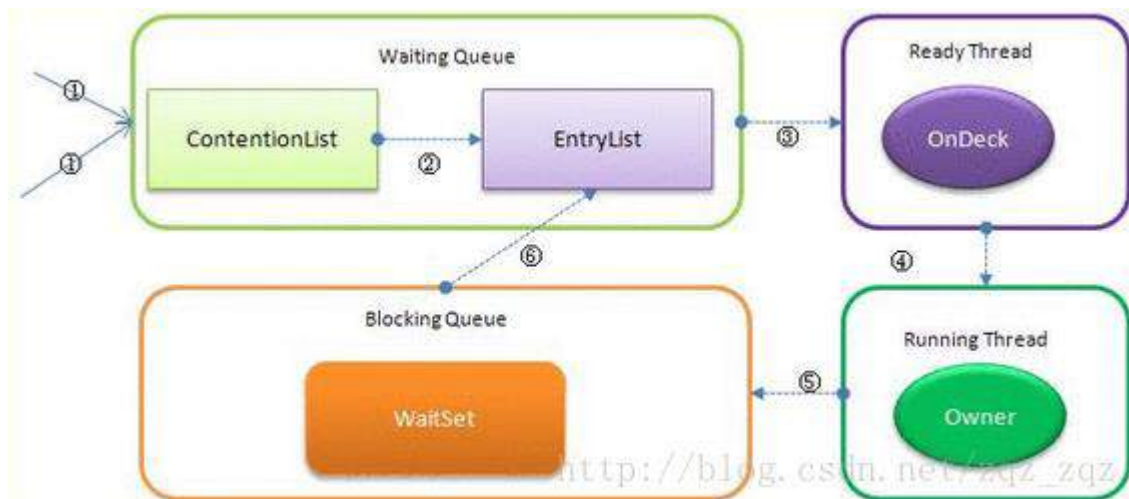 Waiting Queue
Ready Thread
①
①
ContentionList
②
EntryList
③
OnDeck
⑥
④
Blocking Queue
Running Thread
WaitSet
⑤
Owner
http://blog.csdn.net/zqz_zqz